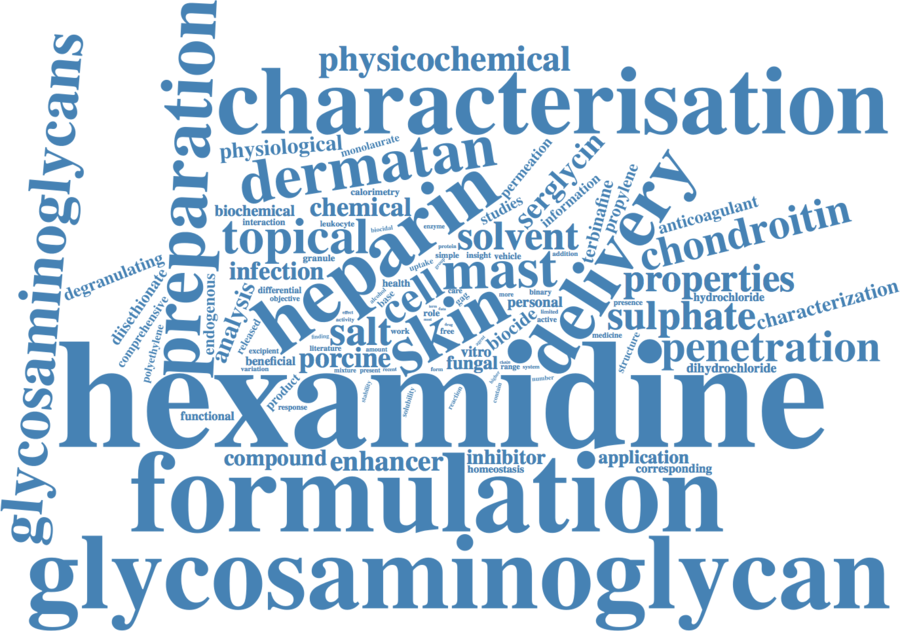 physicochemical
characterisation
glycosaminoglycans
preparation
physiological
monolaurate
dermatan
calorimetry
permeation
serglycin
studies
information
terbinafine
propylene
delivery
anticoagulant
chondroitin
biochemical
chemical
interaction
leukocyte
biocidal
enzyme
topical
heparin
solvent
protein
simple
insight
vehicle
addition
granule
infection
uptake
mast
properties
degranulating
differential
objective
health
cell
base
alcohol
care
gag
more
binary
personal
presence
hydrochloride
diisethionate
comprehensive
polyethylene
endogenous
analysis
released
effect
activity
role
skin
limited
active
biocide
sulphate
characterization
salt
work
drug
free
medicine
structure
literature
amount
excipient
beneficial
variation
porcine
mixture
present
vitro
fungal
range
system
penetration
dihydrochloride
number
form
product
response
functional
stability
solubility
reaction
contain
hexamidine
compound
enhancer
inhibitor
homeostasis
application
corresponding
formulation
glycosaminoglycan